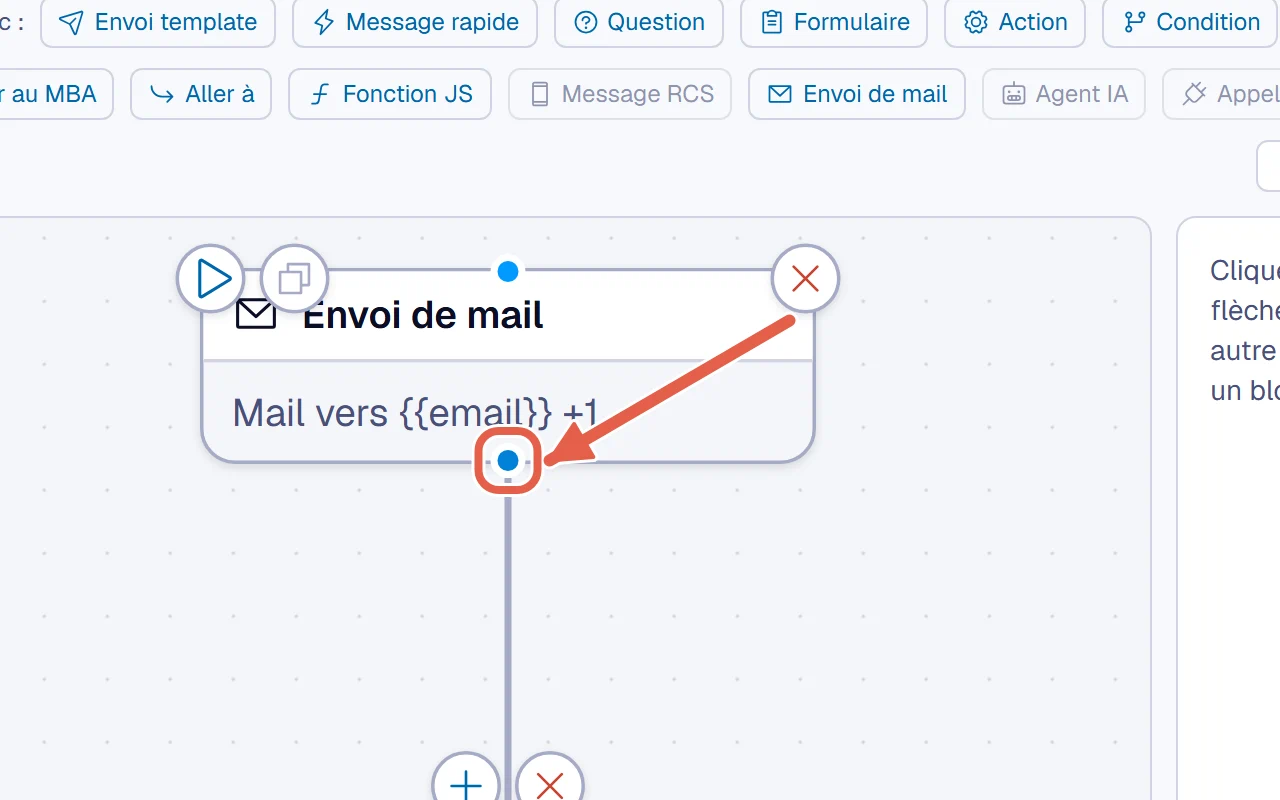 c : Envoi template Message rapide Question Formulaire Action Condition
r au MBA Aller à Fonction JS Message RCS Envoi de mail Agent IA Appel
Envoi de mail
Mail vers {{email}} +1
Clique
flèche
autre
un blo